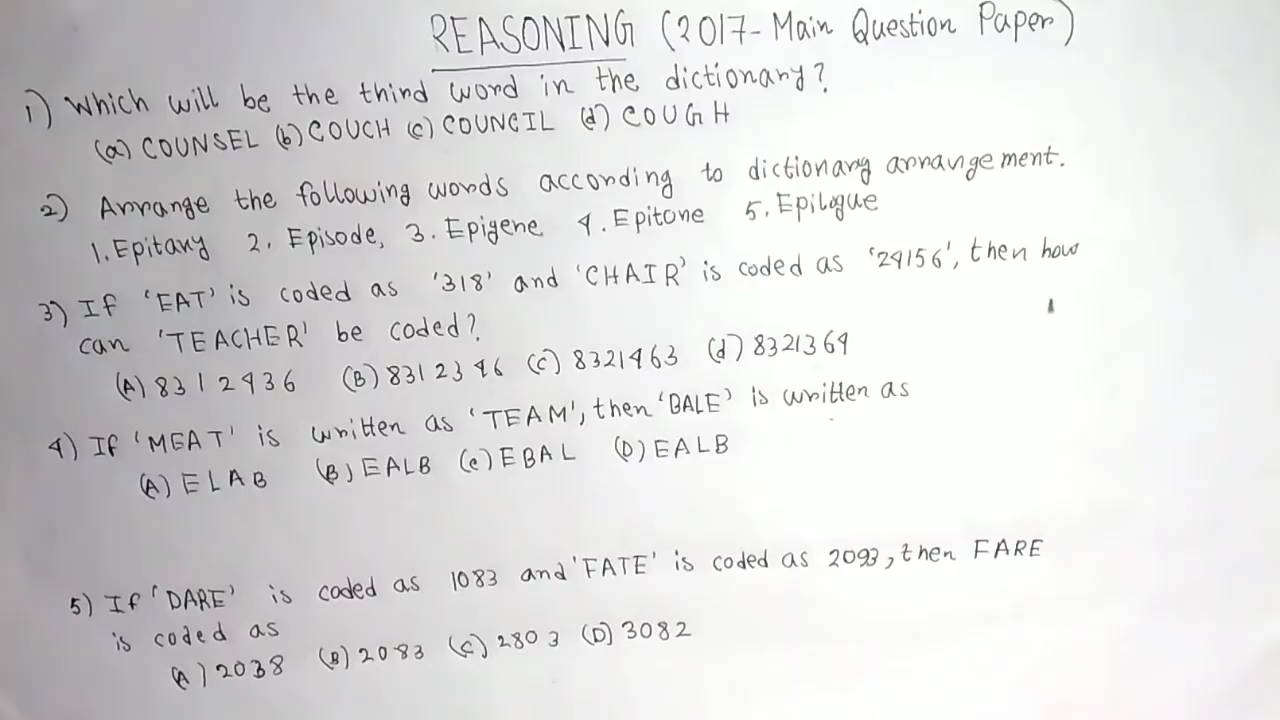 REASONING (2017- Main Question Paper)
1) Which will be the third word in the dictionary?
(a) COUNSEL (b) COUCH (c) COUNCIL (d) COUGH
2) Arrange the following words according to dictionary arrangement.
1. Epitary 2. Episode, 3. Epigene 4. Epitone 5. Epilogue
3) If 'EAT' is coded as '318' and 'CHAIR' is coded as '24156', then how
can 'TEACHER' be coded?
(A) 8312436 (B) 8312346 (C) 8321463 (d) 8321364
4) If 'MEAT' is written as 'TEAM', then 'BALE' is written as
(A) ELAB (B) EALB (c) EBAL (D) EALB
5) If 'DARE' is coded as 1083 and 'FATE' is coded as 2093, then FARE
is coded as
(A) 2038 (B) 2083 (C) 2803 (D) 3082